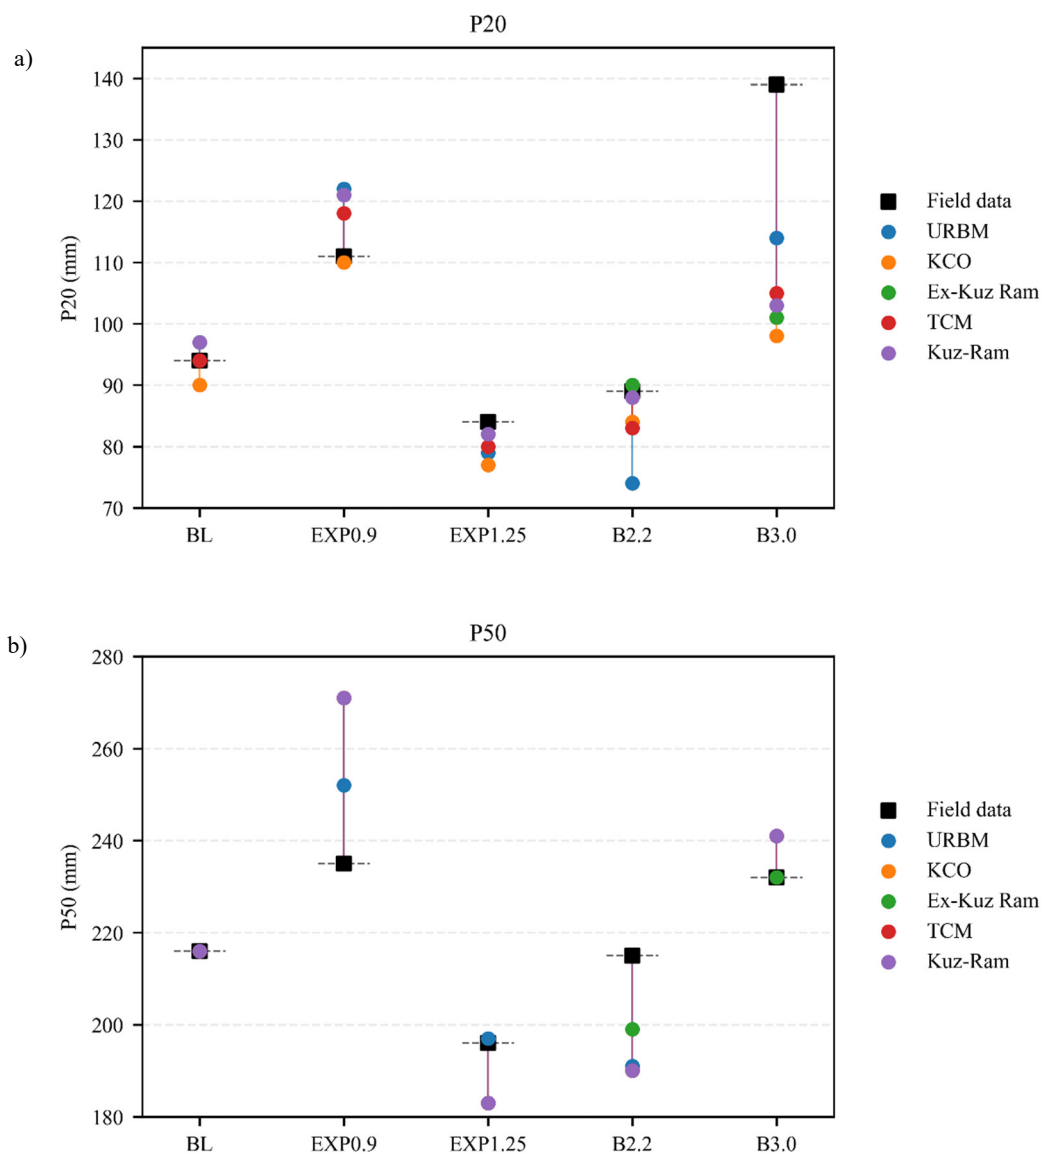 P20
a)
140
130
120
110
100
90
80
70
P20 (mm)
BL EXP0.9 EXP1.25 B2.2 B3.0
Field data
URBM
KCO
Ex-Kuz Ram
TCM
Kuz-Ram
P50
b)
280
260
240
220
200
180
P50 (mm)
BL EXP0.9 EXP1.25 B2.2 B3.0
Field data
URBM
KCO
Ex-Kuz Ram
TCM
Kuz-Ram